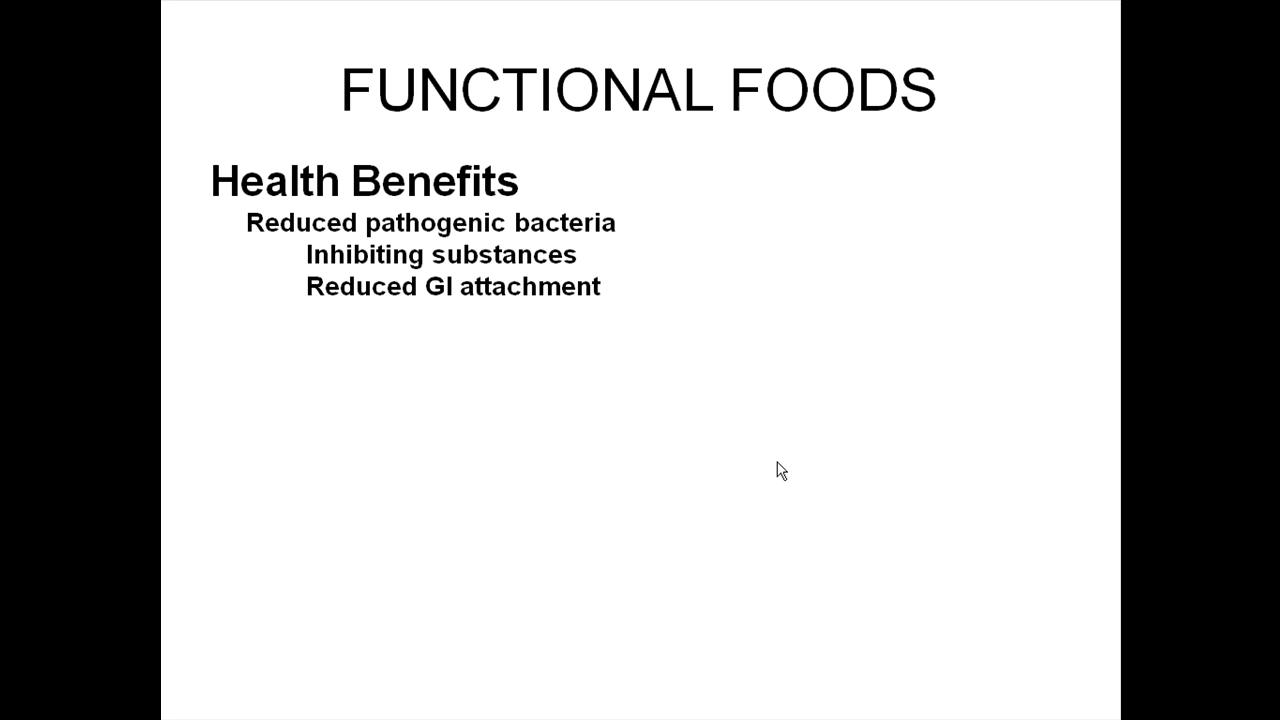 FUNCTIONAL FOODS
Health Benefits
Reduced pathogenic bacteria
Inhibiting substances
Reduced GI attachment